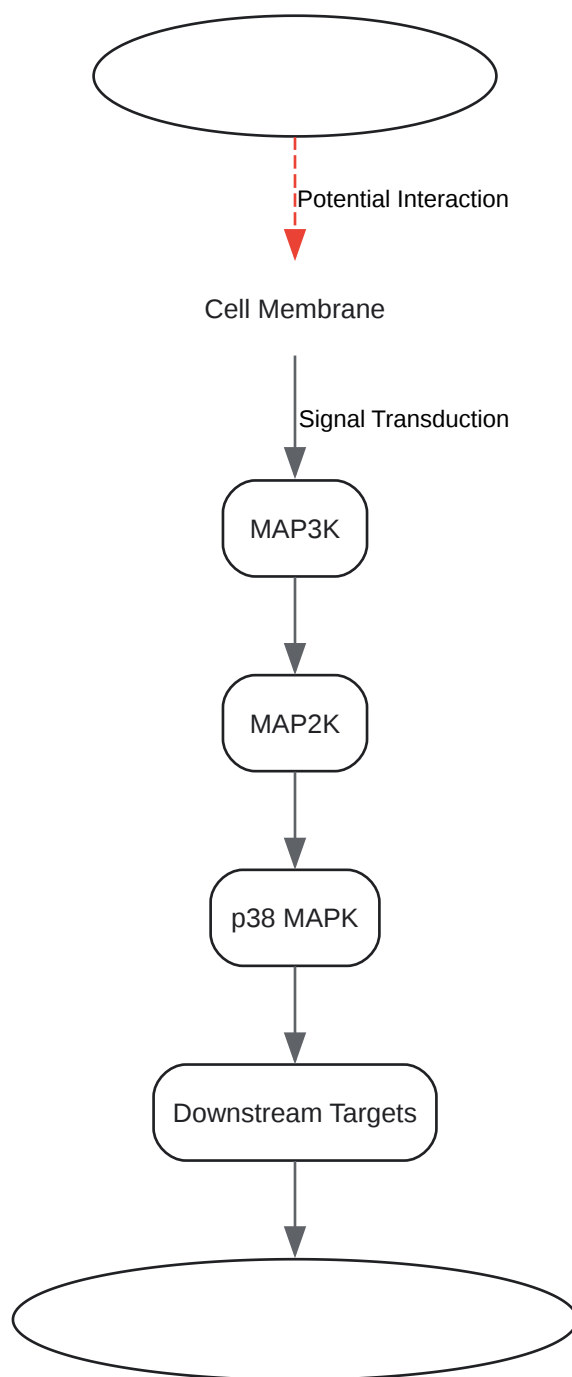 Potential Interaction
Cell Membrane
Signal Transduction
MAP3K
MAP2K
p38 MAPK
Downstream Targets